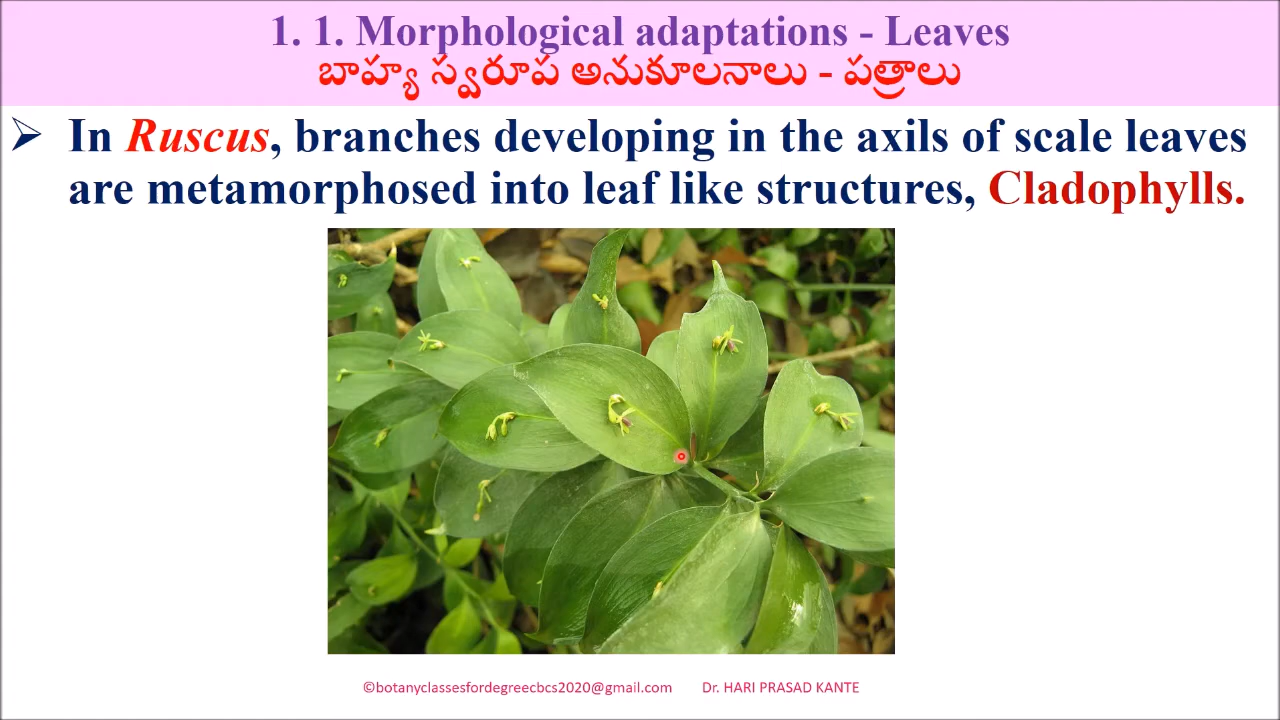 1. 1. Morphological adaptations - Leaves
బాహ్య స్వరూప అనుకూలనాలు - పత్రాలు
➢ In Ruscus, branches developing in the axils of scale leaves
are metamorphosed into leaf like structures, Cladophylls.
©botanyclassesfordegreecbcs2020@gmail.com Dr. HARI PRASAD KANTE